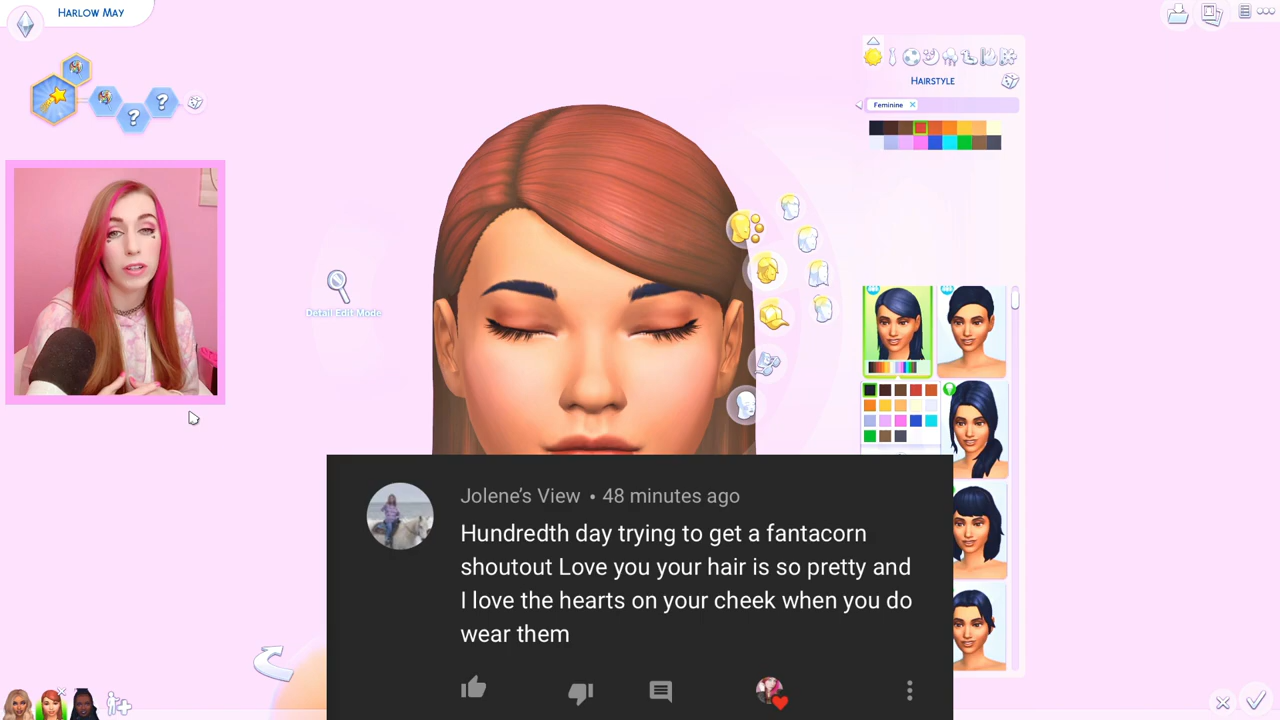 HARLOW MAY
HAIRSTYLE
Feminine ×
? ?
Detail Edit Mode
Jolene's View • 48 minutes ago
Hundredth day trying to get a fantacorn
shoutout Love you your hair is so pretty and
I love the hearts on your cheek when you do
wear them